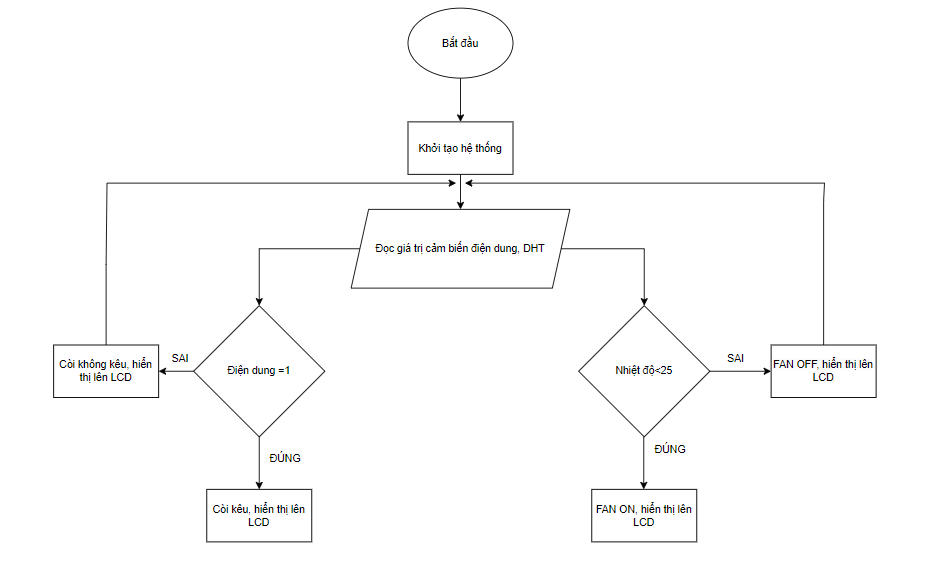 Bắt đầu
Khởi tạo hệ thống
Đọc giá trị cảm biến điện dung, DHT
Còi không kêu, hiển
thị lên LCD
SAI
Điện dung =1
Nhiệt độ<25
SAI
FAN OFF, hiển thị lên
LCD
ĐÚNG
ĐÚNG
Còi kêu, hiển thị lên
LCD
FAN ON, hiển thị lên
LCD